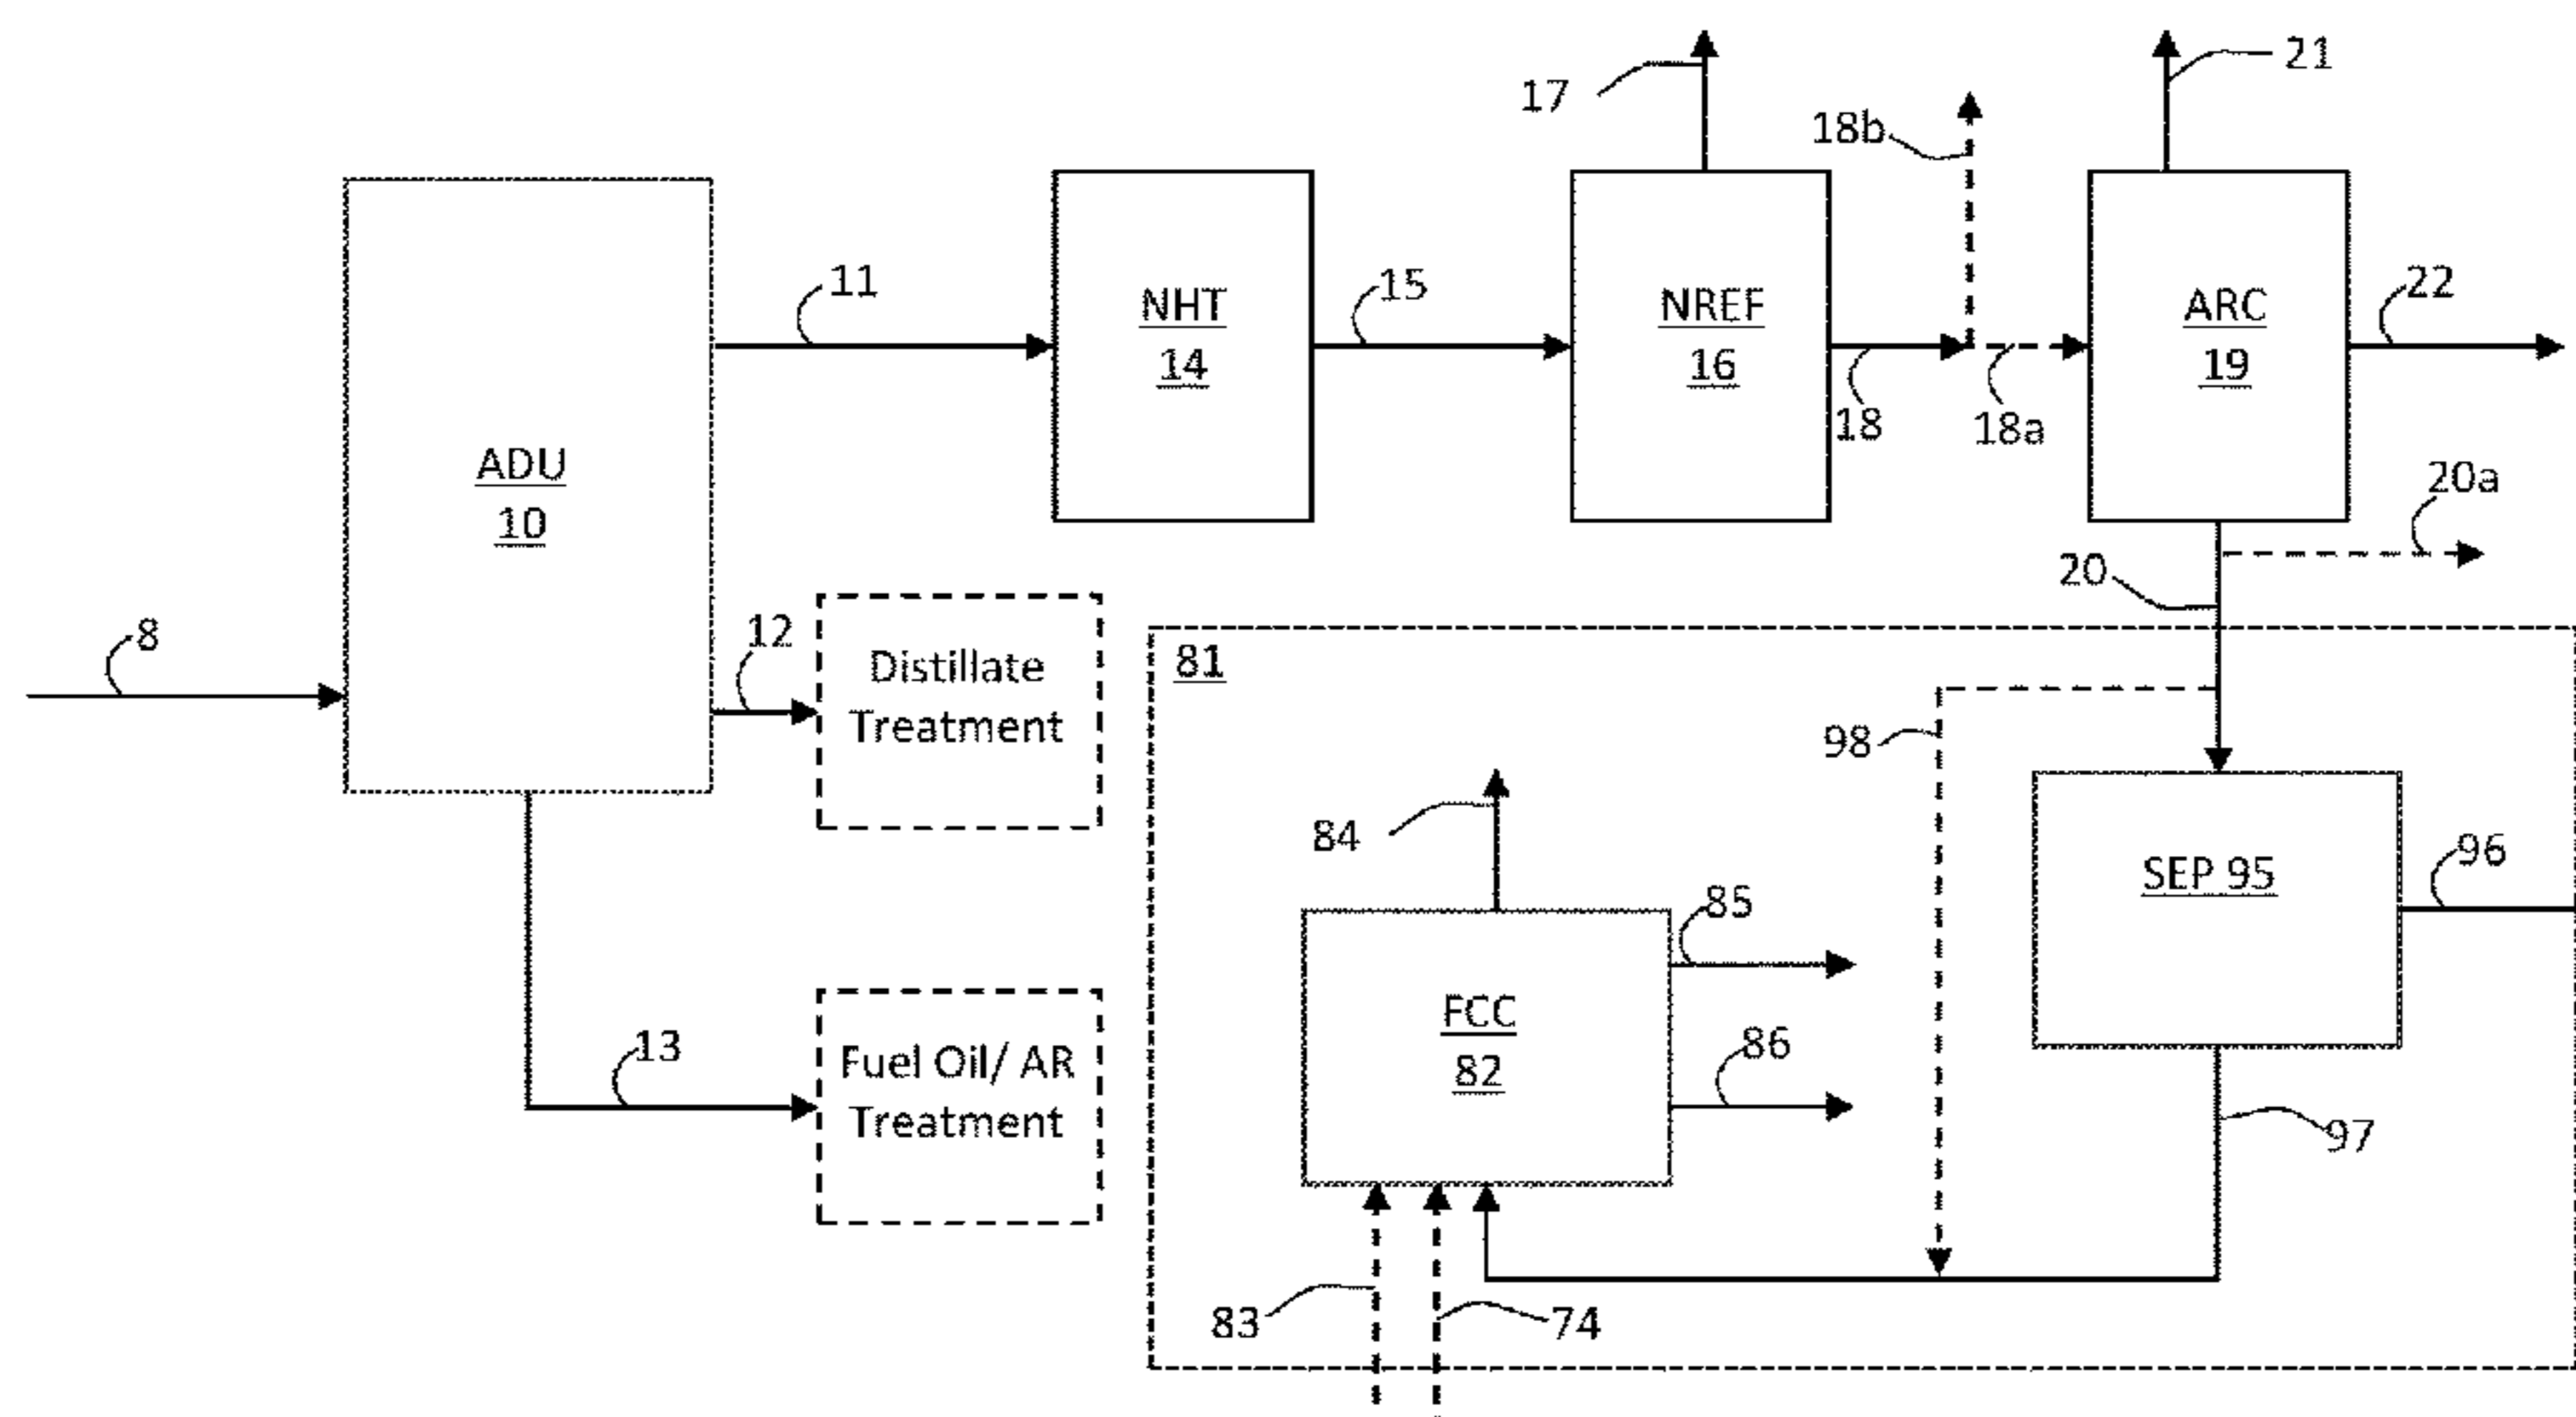 17
21
18b
11
NHT
14
15
NREF
16
18
18a
ARC
19
22
ADU
10
20a
20
8
12
Distillate
Treatment
81
98
84
SEP 95
96
85
FCC
82
86
13
Fuel Oil/ AR
Treatment
97
83
74